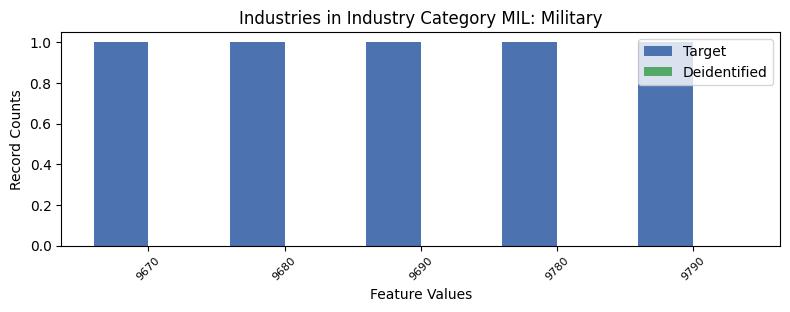 Industries in Industry Category MIL: Military
Target
Deidentified
Record Counts
1.0
0.8
0.6
0.4
0.2
0.0
9670
9680
9690
9780
9790
Feature Values